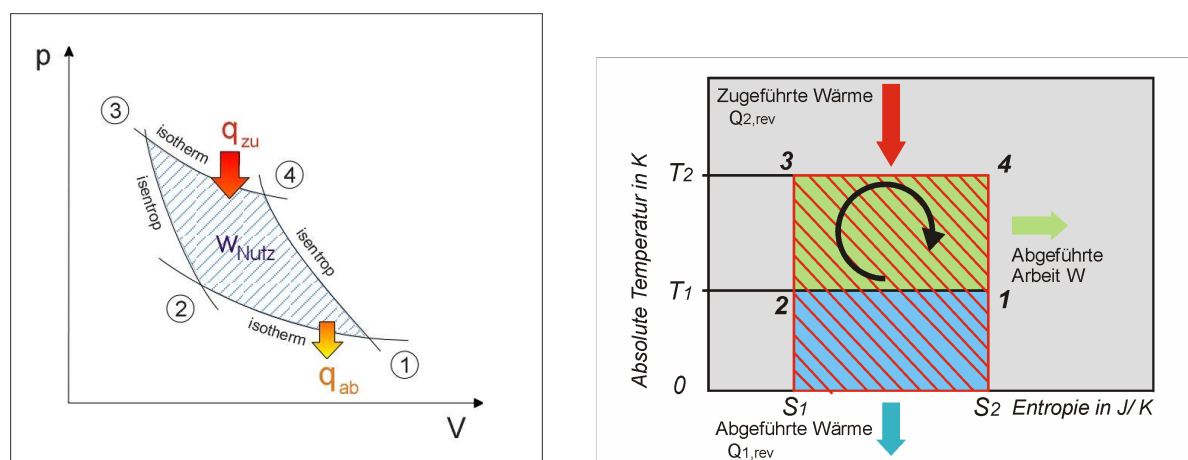 p
③
isotherm
q zu
④
isentrop
isentrop
wNutz
②
isotherm
①
q ab
V
Zugeführte Wärme
Q2,rev
Absolute Temperatur in K
T2
3
4
Abgeführte
Arbeit W
T1
2
1
0
S1
S2
Entropie in J/ K
Abgeführte Wärme
Q1,rev